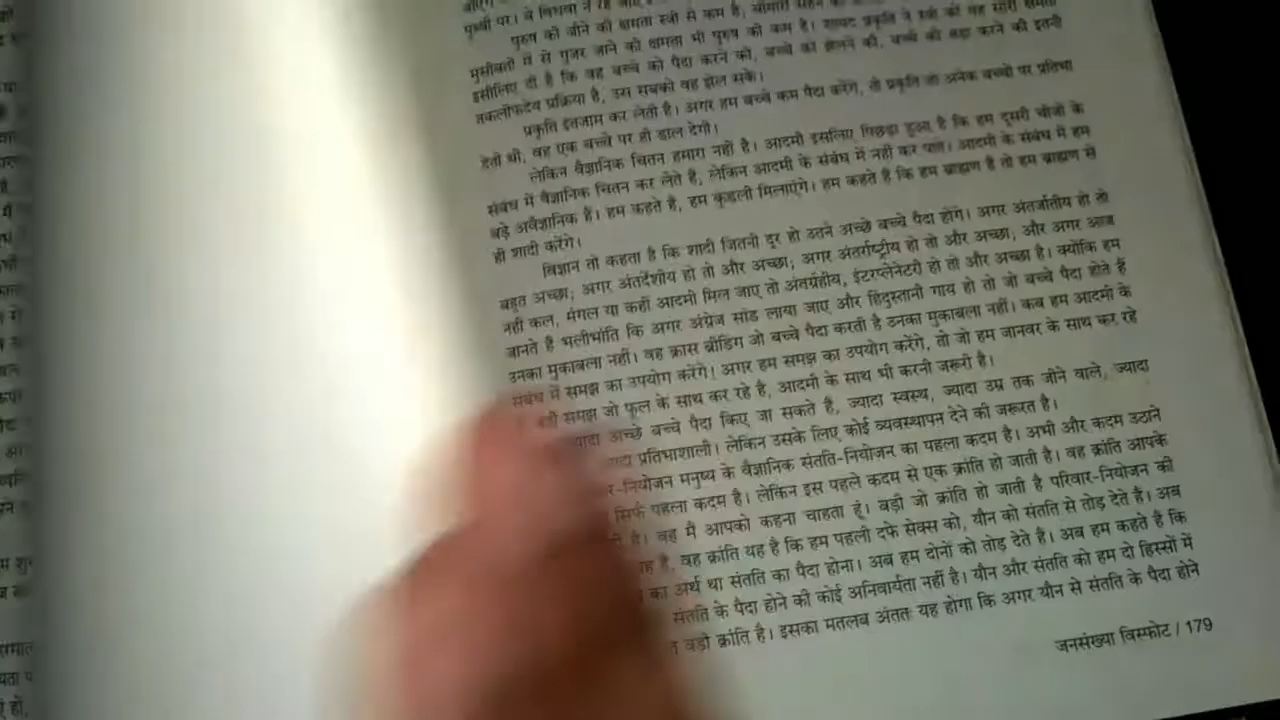 पृथ्वी पर। वे विधवा न रह जाएं
पुरुष की जीने की क्षमता स्त्री से कम है, बीमारी सहने की
मुसीबतों में से गुजर जाने की क्षमता भी पुरुष की कम है। शायद प्रकृति ने स्त्री को यह सारी क्षमता
इसीलिए दी है कि वह बच्चे को पैदा करने की, बच्चे को झेलने की, बच्चे को बड़ा करने की इतनी
तकलीफदेय प्रक्रिया है, उस सबको वह झेल सके।
प्रकृति इंतजाम कर लेती है। अगर हम बच्चे कम पैदा करेंगे, तो प्रकृति जो अनेक बच्चों पर प्रतिभा
देती थी, वह एक बच्चे पर ही डाल देगी।
लेकिन वैज्ञानिक चिंतन हमारा नहीं है। आदमी इसलिए पिछड़ा हुआ है कि हम दूसरी चीजों के
संबंध में वैज्ञानिक चिंतन कर लेते हैं, लेकिन आदमी के संबंध में नहीं कर पाते। आदमी के संबंध में हम
बड़े अवैज्ञानिक हैं। हम कहते हैं, हम कुंडली मिलाएंगे। हम कहते हैं कि हम ब्राह्मण हैं तो हम ब्राह्मण से
ही शादी करेंगे।
विज्ञान तो कहता है कि शादी जितनी दूर हो उतने अच्छे बच्चे पैदा होंगे। अगर अंतर्जातीय हो तो
बहुत अच्छा; अगर अंतर्देशीय हो तो और अच्छा; अगर अंतर्राष्ट्रीय हो तो और अच्छा; और अगर आज
नहीं कल, मंगल या कहीं आदमी मिल जाए तो अंतर्ग्रहीय, इंटरप्लेनेटरी हो तो और अच्छा है। क्योंकि हम
जानते हैं भलीभांति कि अगर अंग्रेज सांड लाया जाए और हिंदुस्तानी गाय हो तो जो बच्चे पैदा होते हैं
उनका मुकाबला नहीं। वह क्रास ब्रीडिंग जो बच्चे पैदा करती है उनका मुकाबला नहीं। कब हम आदमी के
संबंध में समझ का उपयोग करेंगे! अगर हम समझ का उपयोग करेंगे, तो जो हम जानवर के साथ कर रहे
समझ जो फूल के साथ कर रहे हैं, आदमी के साथ भी करनी जरूरी है।
अच्छे बच्चे पैदा किए जा सकते हैं, ज्यादा स्वस्थ, ज्यादा उम्र तक जीने वाले, ज्यादा
प्रतिभाशाली। लेकिन उसके लिए कोई व्यवस्थापन देने की जरूरत है।
र-नियोजन मनुष्य के वैज्ञानिक संतति-नियोजन का पहला कदम है। अभी और कदम उठाने
सिर्फ पहला कदम है। लेकिन इस पहले कदम से एक क्रांति हो जाती है। वह क्रांति आपके
है। वह मैं आपको कहना चाहता हूं। बड़ी जो क्रांति हो जाती है परिवार-नियोजन की
है, वह क्रांति यह है कि हम पहली दफे सेक्स को, यौन को संतति से तोड़ देते हैं। अब
का अर्थ था संतति का पैदा होना। अब हम दोनों को तोड़ देते हैं। अब हम कहते हैं कि
संतति के पैदा होने की कोई अनिवार्यता नहीं है। यौन और संतति को हम दो हिस्सों में
बड़ी क्रांति है। इसका मतलब अंततः यह होगा कि अगर यौन से संतति के पैदा होने
जनसंख्या विस्फोट / 179